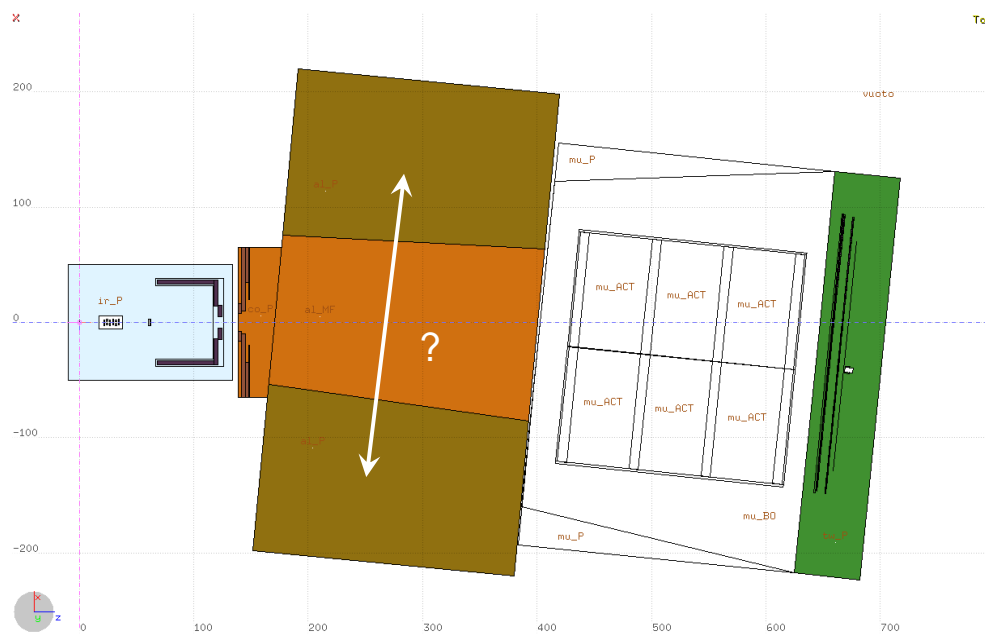 X
To
200
vuoto
mu_P
al_P
100
ir_P
mu_ACT
mu_ACT
mu_ACT
co_P
al_MF
0
?
mu_ACT
mu_ACT
mu_ACT
-100
al_P
mu_BO
mu_P
-200
x
y
z
0
100
200
300
400
500
600
700